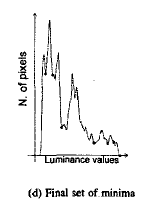 N. of pixels
Luminance values
(d) Final set of minima